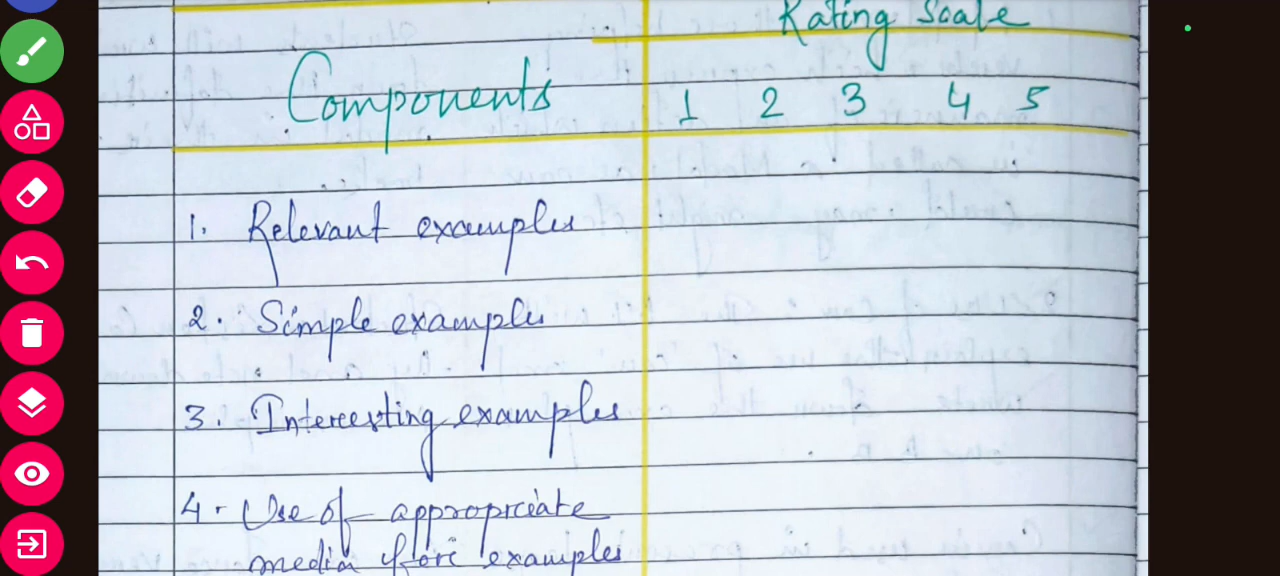 Rating Scale
Components 1 2 3 4 5
1. Relevant examples
2. Simple examples
3. Interesting examples
4. Use of appropriate
media for examples